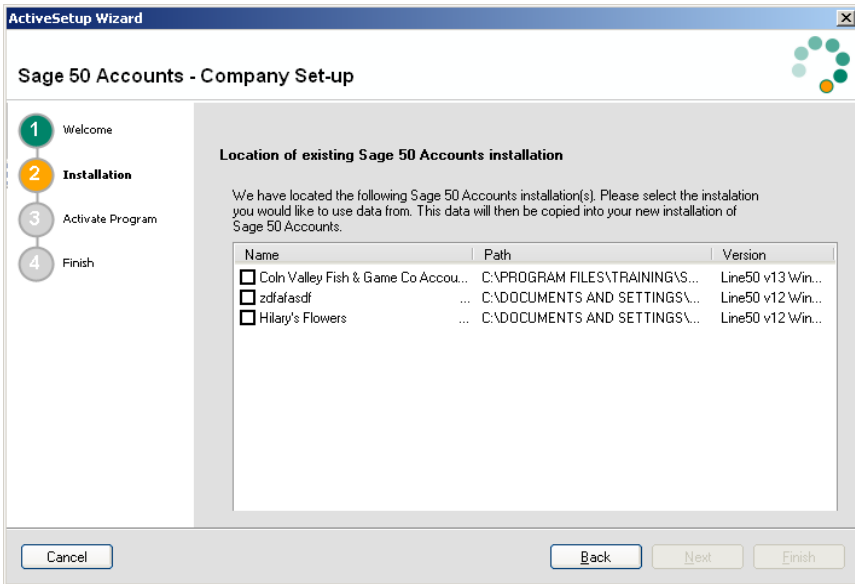 ActiveSetup Wizard
Sage 50 Accounts - Company Set-up
1 Welcome
2 Installation
3 Activate Program
4 Finish
Location of existing Sage 50 Accounts installation
We have located the following Sage 50 Accounts installation(s). Please select the instalation
you would like to use data from. This data will then be copied into your new installation of
Sage 50 Accounts.
Name Path Version
Coln Valley Fish & Game Co Accou... C:\PROGRAM FILES\TRAINING\S... Line50 v13 Win...
zdfafasdf ... C:\DOCUMENTS AND SETTINGS\... Line50 v12 Win...
Hilary's Flowers ... C:\DOCUMENTS AND SETTINGS\... Line50 v12 Win...
Cancel Back Next Finish